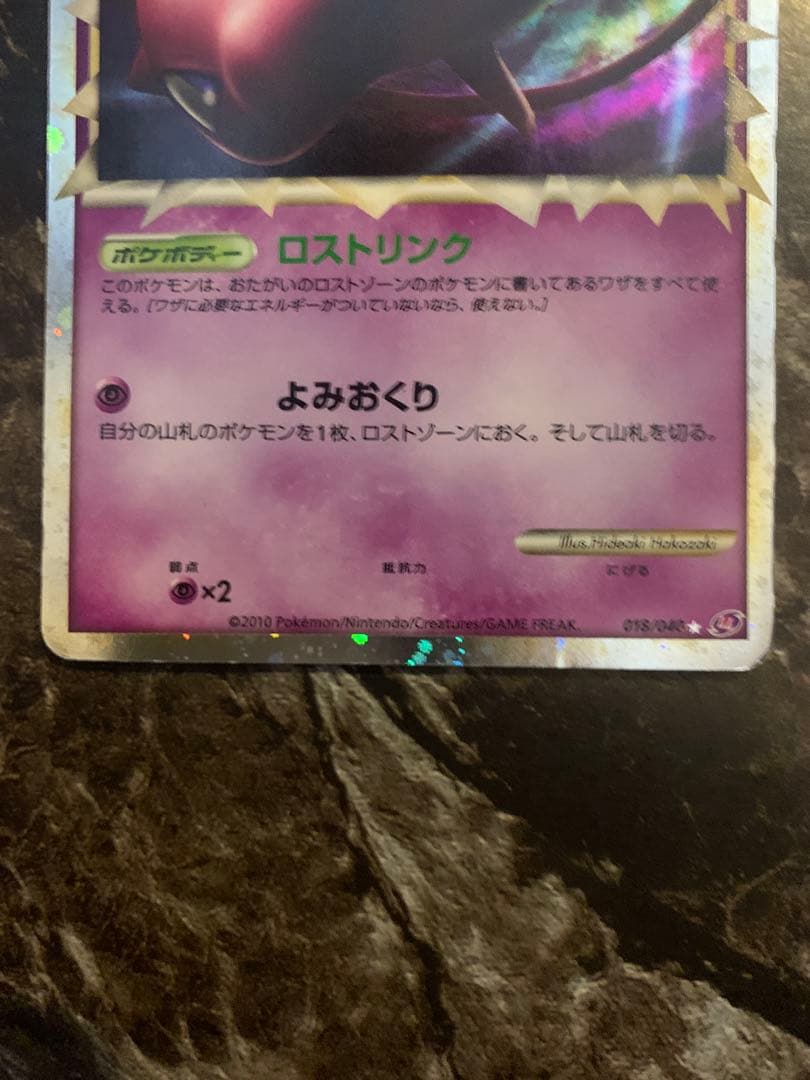 ポケボディー ロストリンク
このポケモンは、おたがいのロストゾーンのポケモンに書いてあるワザをすべて使
える。[ワザに必要なエネルギーがついていないなら、使えない。]
よみおくり
自分の山札のポケモンを1枚、ロストゾーンにおく。そして山札を切る。
Illus.Hideaki Hakozaki
弱点 抵抗力 にげる
×2
©2010 Pokémon/Nintendo/Creatures/GAME FREAK. 018/040